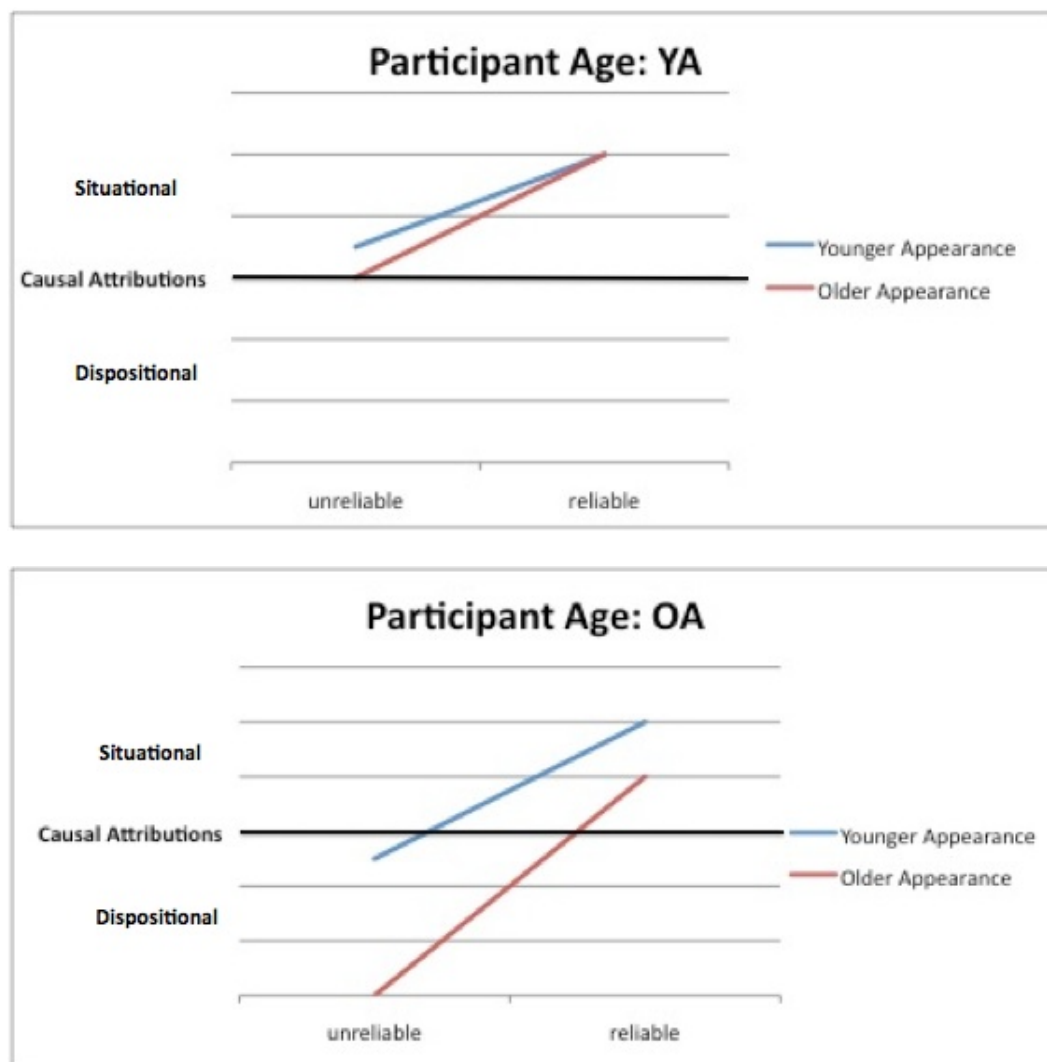 Participant Age: YA
Situational
Younger Appearance
Causal Attributions
Older Appearance
Dispositional
unreliable reliable
Participant Age: OA
Situational
Causal Attributions
Younger Appearance
Older Appearance
Dispositional
unreliable reliable